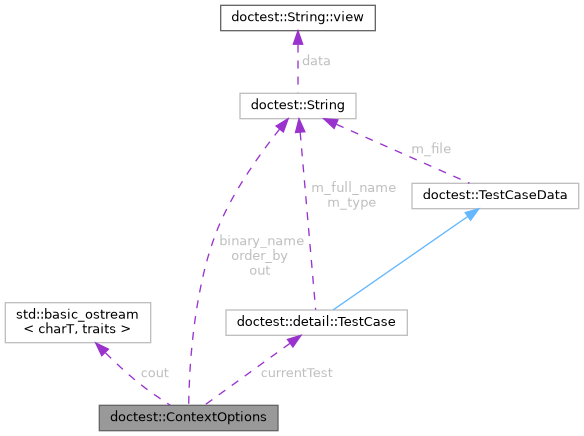 doctest::String::view
data
doctest::String
m_file
m_full_name
m_type
doctest::TestCaseData
binary_name
order_by
out
std::basic_ostream
< charT, traits >
doctest::detail::TestCase
cout
currentTest
doctest::ContextOptions